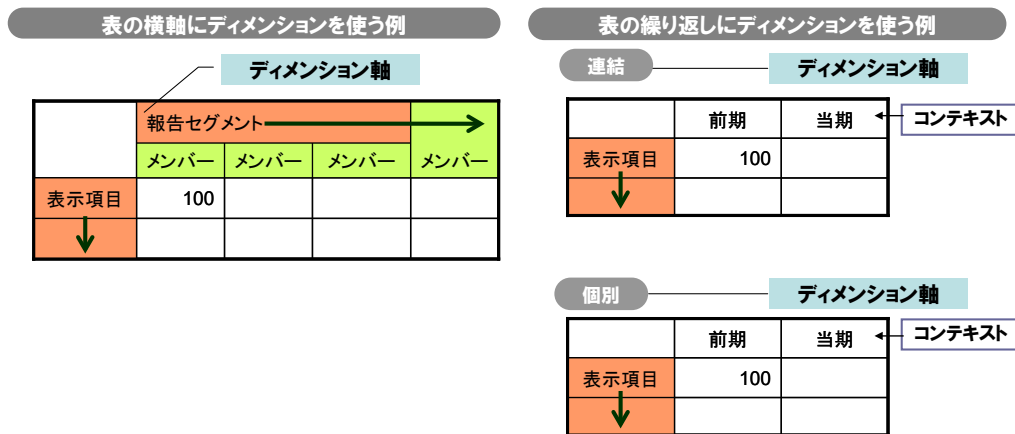 表の横軸にディメンションを使う例
ディメンション軸
報告セグメント
メンバー メンバー メンバー メンバー
表示項目 100
表の繰り返しにディメンションを使う例
連結 ディメンション軸
前期 当期 コンテキスト
表示項目 100
個別 ディメンション軸
前期 当期 コンテキスト
表示項目 100